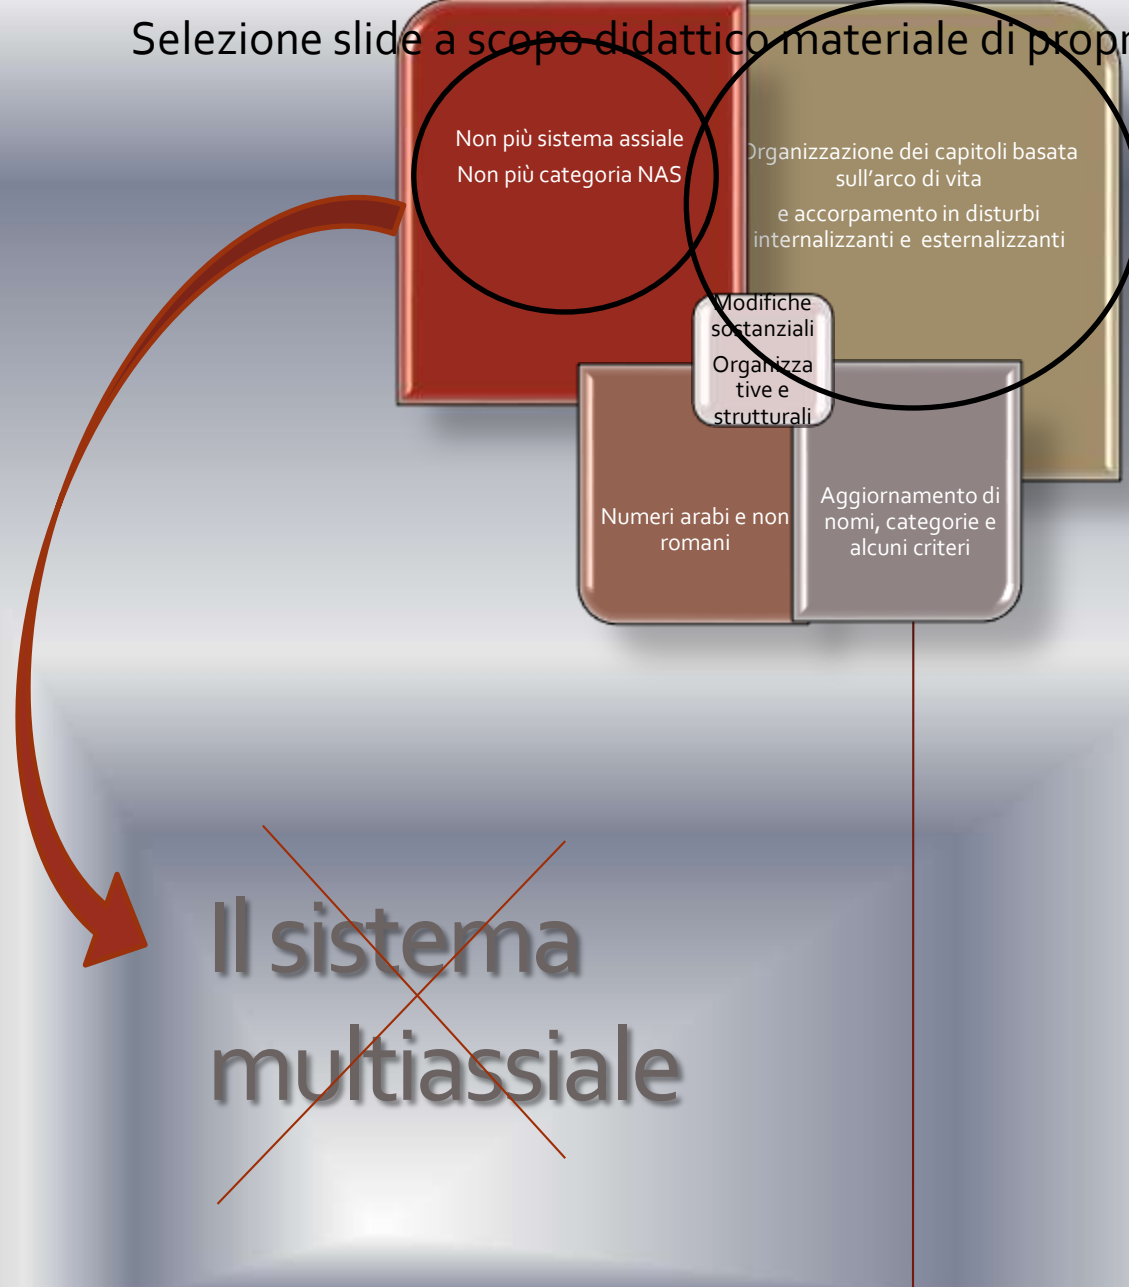 Selezione slide a scopo didattico materiale di propr
Non più sistema assiale
Non più categoria NAS
Organizzazione dei capitoli basata
sull'arco di vita
e accorpamento in disturbi
internalizzanti e esternalizzanti
Modifiche
sostanziali
Organizza
tive e
strutturali
Numeri arabi e non
romani
Aggiornamento di
nomi, categorie e
alcuni criteri
Il sistema
multiassiale